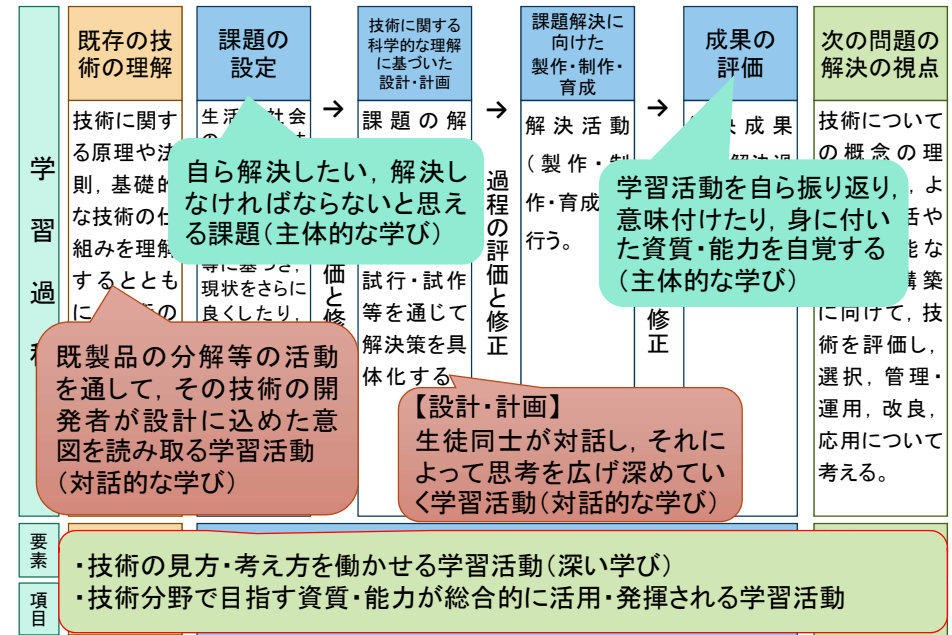 学習過
既存の技
術の理解
技術に関す
る原理や法
則，基礎的
な技術の仕
組みを理解
するととも
に
の
課題の
設定
生活
社会
の
等に基づき，
現状をさらに
良くしたり，
→
価と修
技術に関する
科学的な理解
に基づいた
設計・計画
課題の解
試行・試作
等を通じて
解決策を具
体化する
→
過程の評価と修正
課題解決に
向けた
製作・制作・
育成
解決活動
（製作・制
作・育成
行う。
→
修正
成果の
評価
成果
次の問題の
解決の視点
技術について
の概念の理
よ
や
能な
構築
に向けて，技
術を評価し，
選択，管理・
運用，改良，
応用について
考える。
自ら解決したい，解決し
なければならないと思え
る課題（主体的な学び）
学習活動を自ら振り返り，
意味付けたり，身に付い
た資質・能力を自覚する
（主体的な学び）
既製品の分解等の活動
を通して，その技術の開
発者が設計に込めた意
図を読み取る学習活動
（対話的な学び）
【設計・計画】
生徒同士が対話し，それに
よって思考を広げ深めてい
く学習活動（対話的な学び）
要素
項目
・技術の見方・考え方を働かせる学習活動（深い学び）
・技術分野で目指す資質・能力が総合的に活用・発揮される学習活動